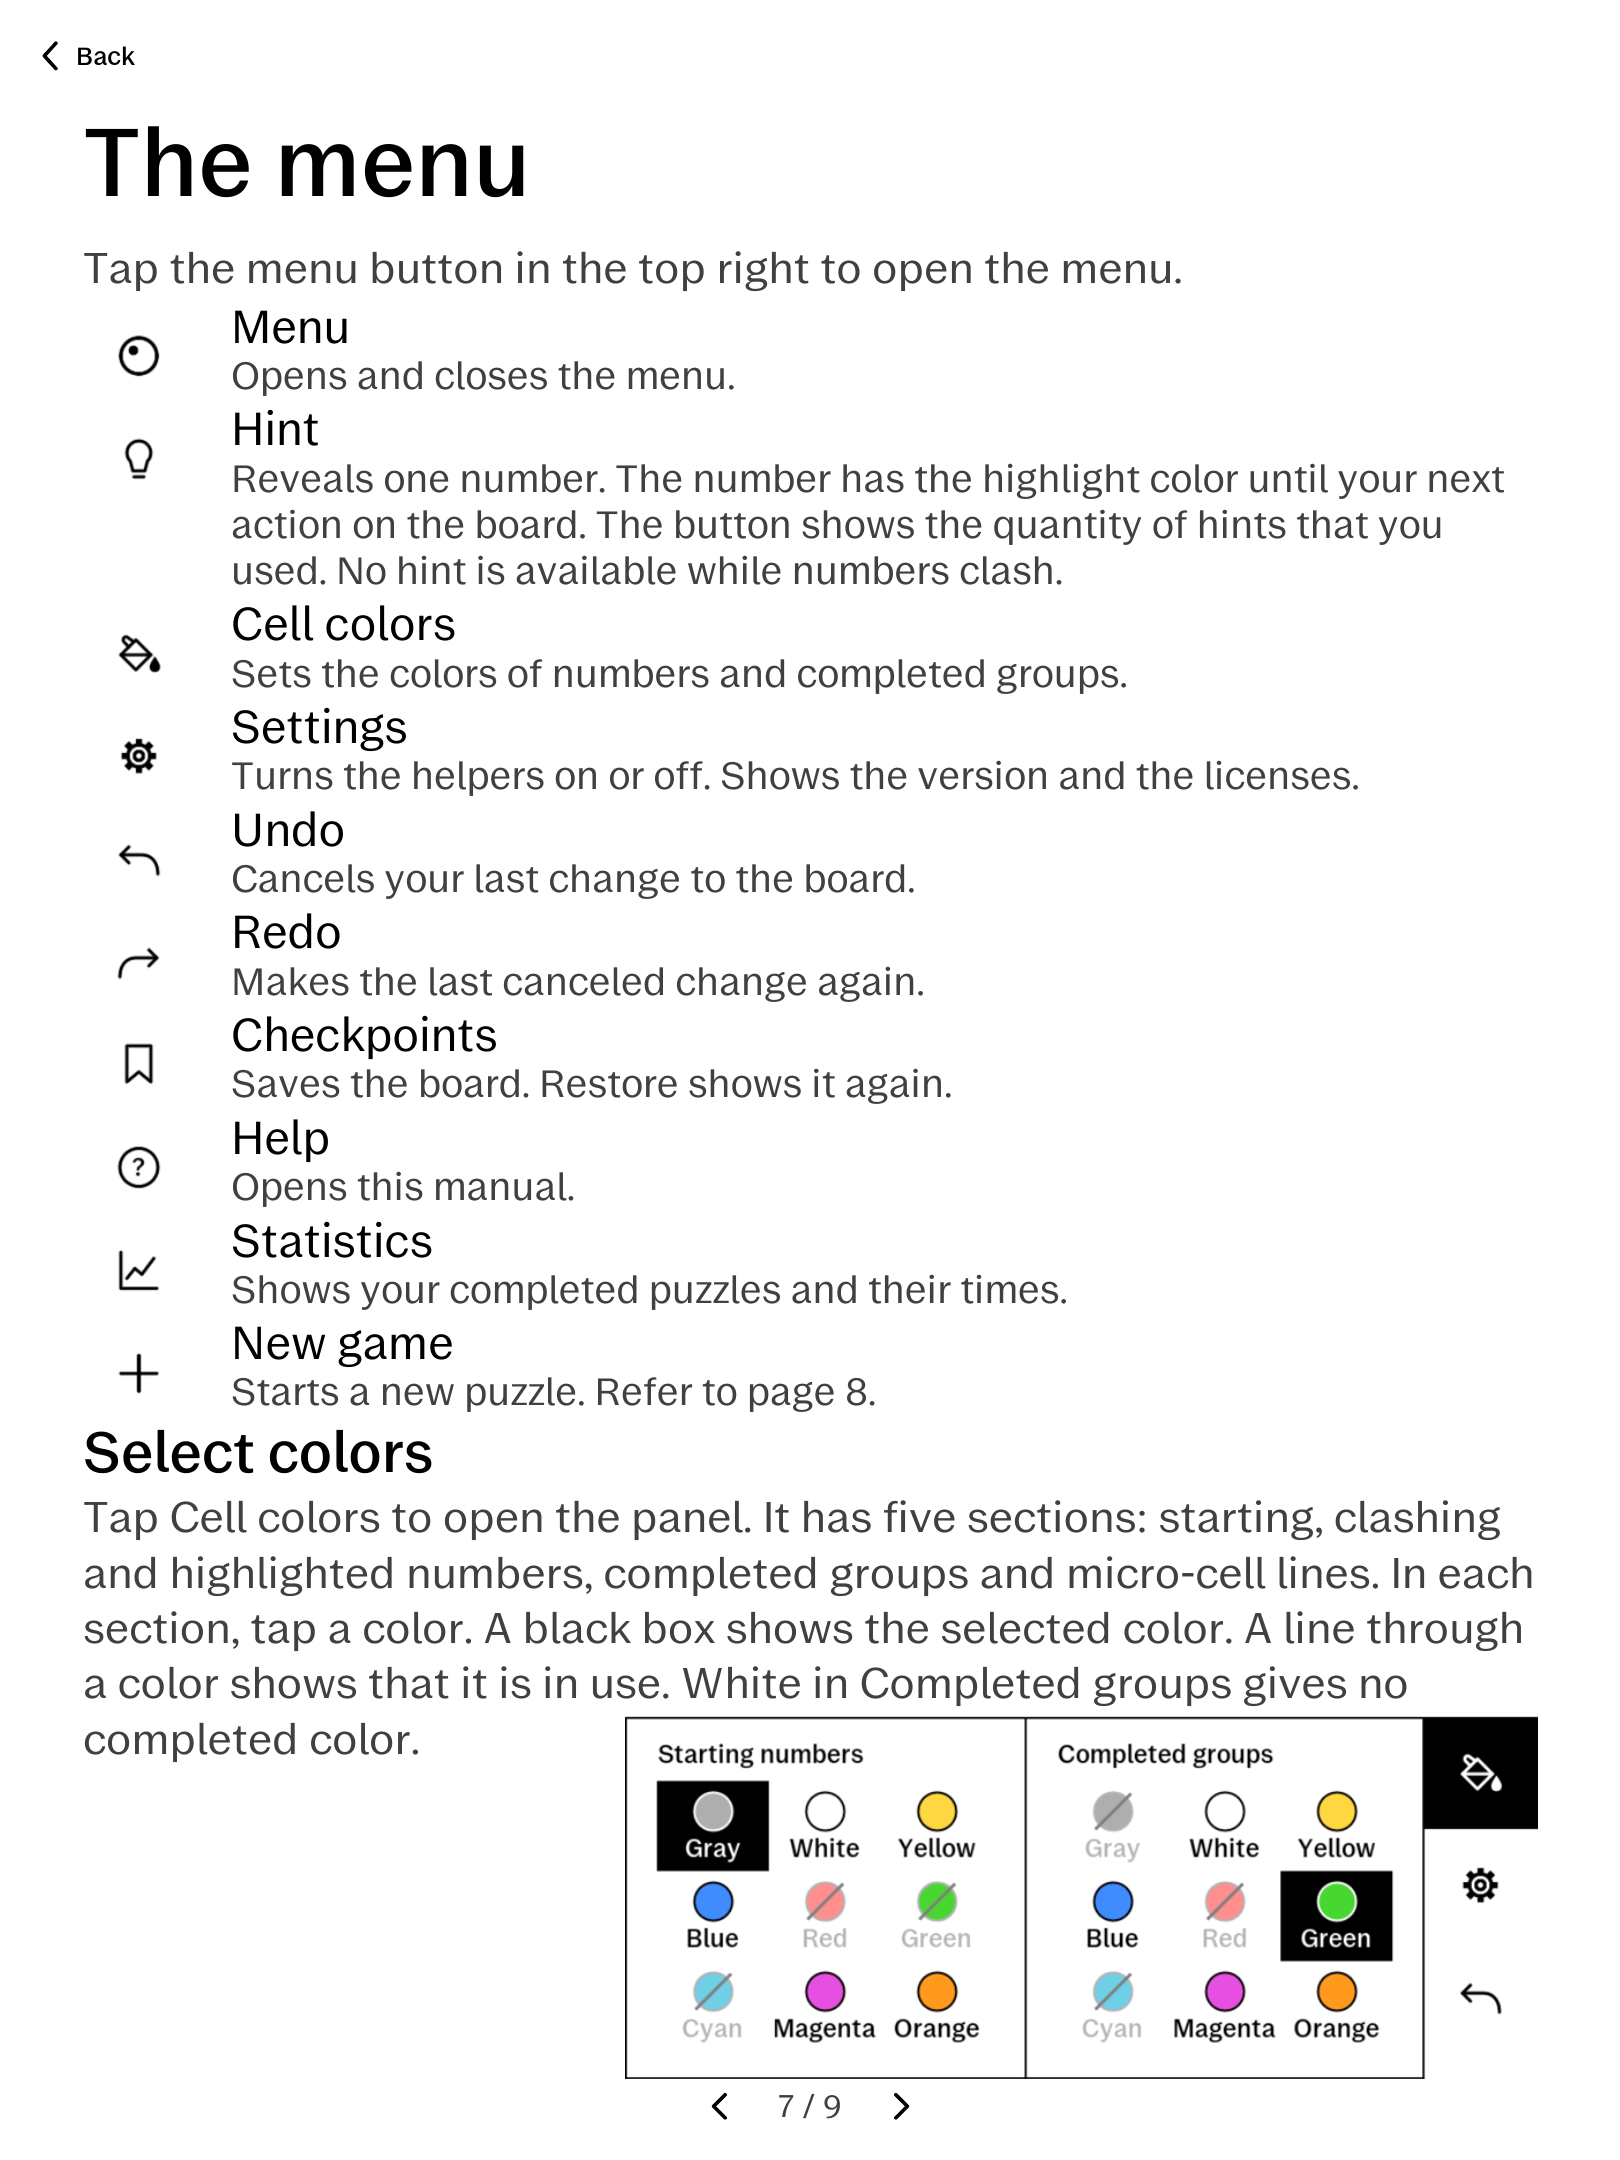 Back
The menu
Tap the menu button in the top right to open the menu.
Menu
Opens and closes the menu.
Hint
Reveals one number. The number has the highlight color until your next
action on the board. The button shows the quantity of hints that you
used. No hint is available while numbers clash.
Cell colors
Sets the colors of numbers and completed groups.
Settings
Turns the helpers on or off. Shows the version and the licenses.
Undo
Cancels your last change to the board.
Redo
Makes the last canceled change again.
Checkpoints
Saves the board. Restore shows it again.
Help
Opens this manual.
Statistics
Shows your completed puzzles and their times.
New game
Starts a new puzzle. Refer to page 8.
Select colors
Tap Cell colors to open the panel. It has five sections: starting, clashing
and highlighted numbers, completed groups and micro-cell lines. In each
section, tap a color. A black box shows the selected color. A line through
a color shows that it is in use. White in Completed groups gives no
completed color.
Starting numbers
Gray White Yellow
Blue Red Green
Cyan Magenta Orange
Completed groups
Gray White Yellow
Blue Red Green
Cyan Magenta Orange
7 / 9